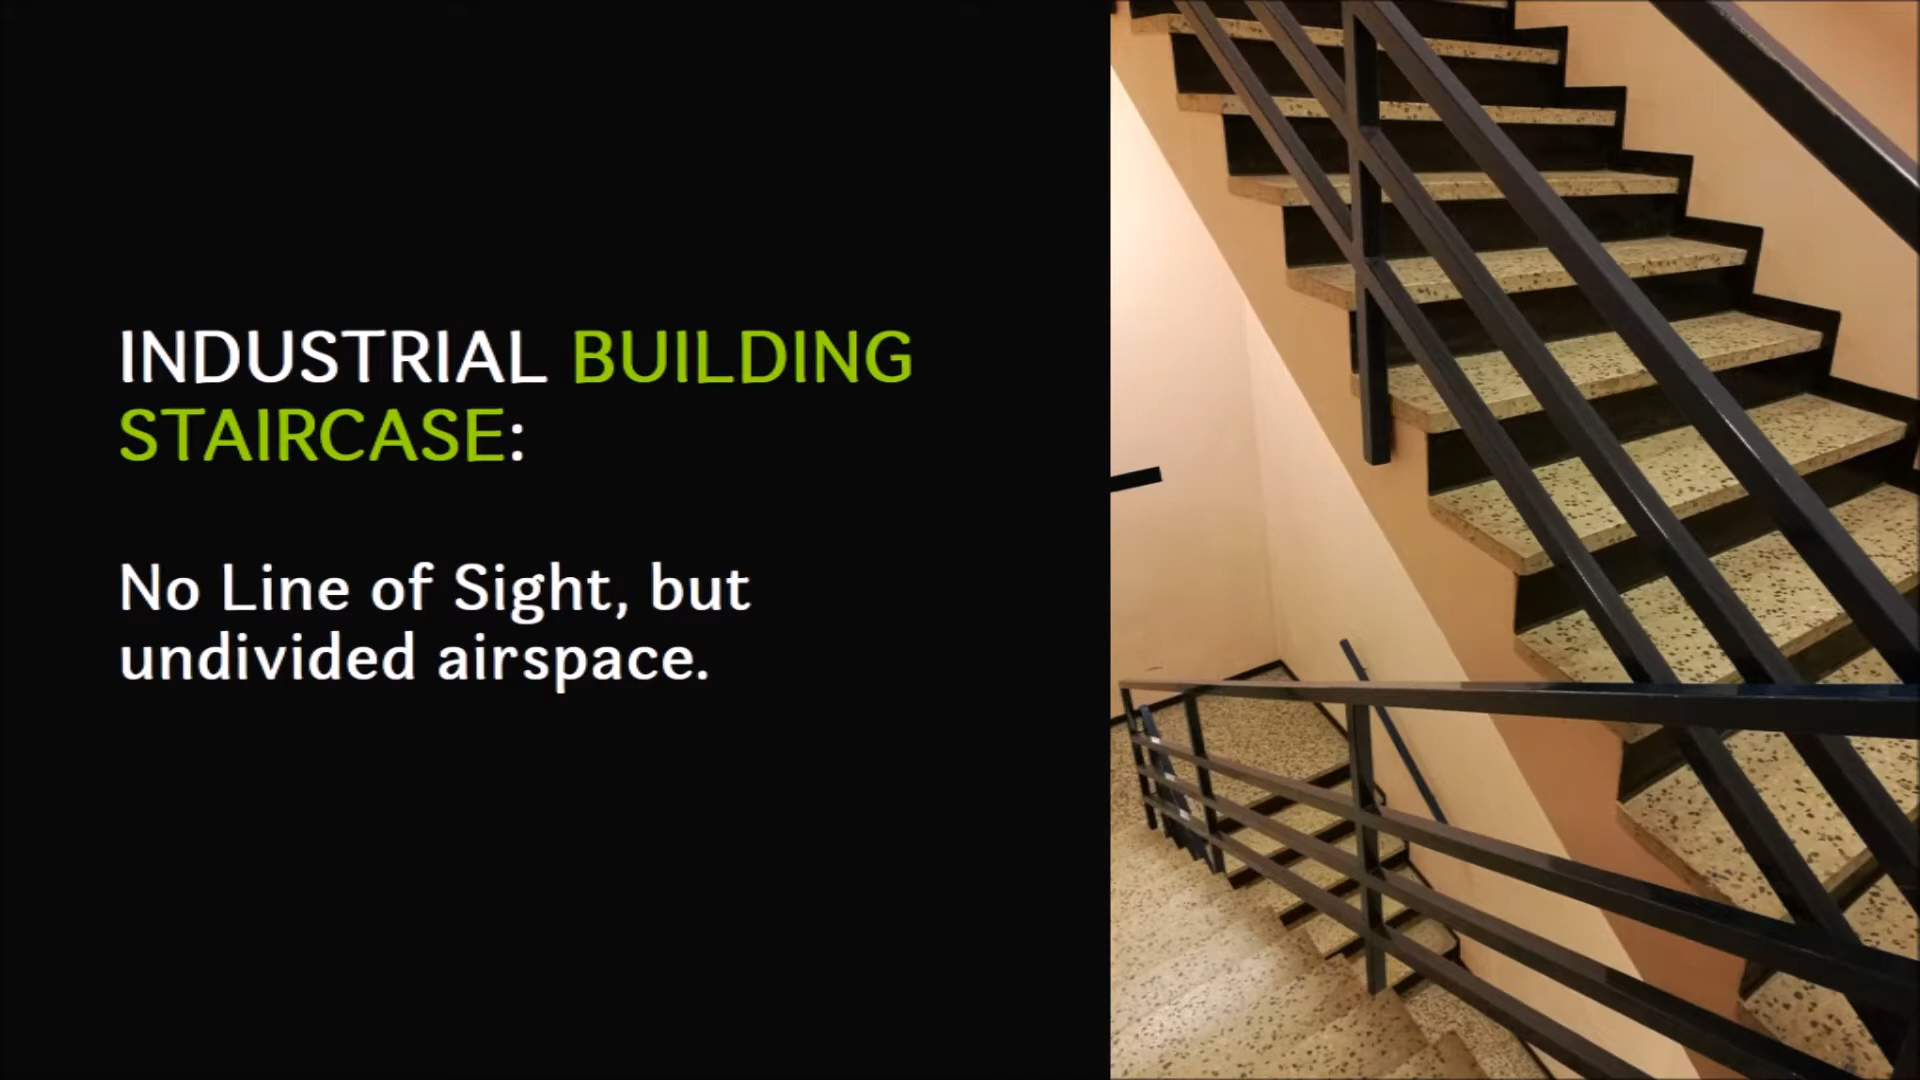 INDUSTRIAL BUILDING
STAIRCASE:
No Line of Sight, but
undivided airspace.